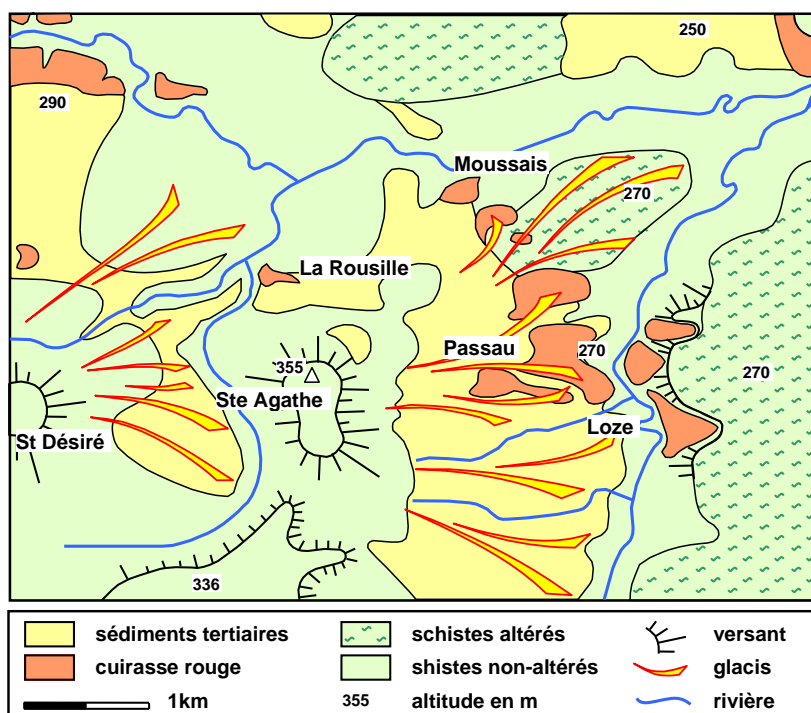 250
290
Moussais
270
La Rousille
355
Passau
270
270
Ste Agathe
Loze
St Désiré
336
sédiments tertiaires
schistes altérés
versant
cuirasse rouge
shistes non-altérés
glacis
1km
355
altitude en m
rivière